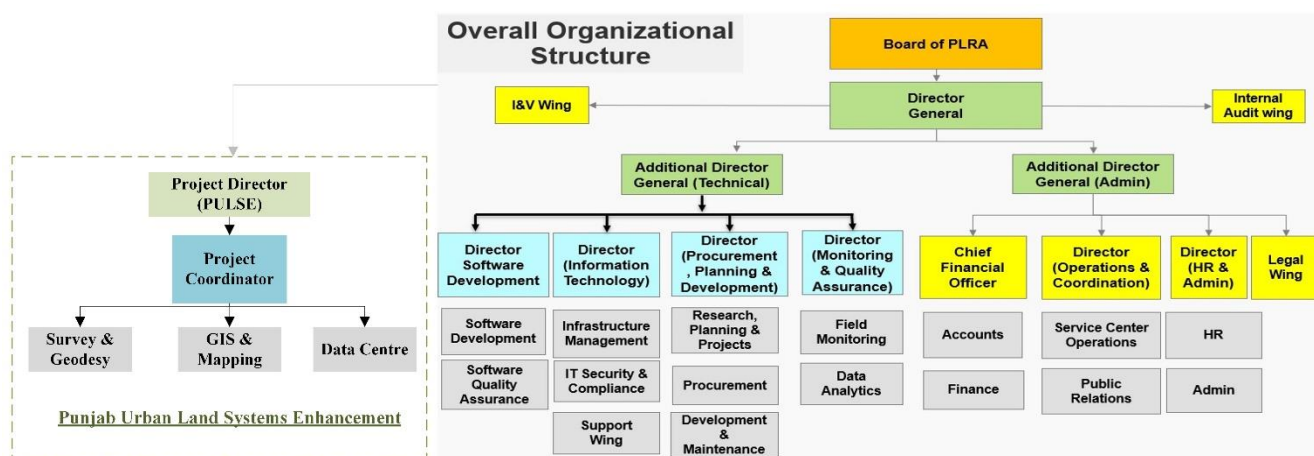 Overall Organizational
Structure
Board of PLRA
I&V Wing
Director
General
Internal
Audit wing
Additional Director
General (Technical)
Additional Director
General (Admin)
Director
Software
Development
Director
(Information
Technology)
Director
(Procurement
, Planning &
Development)
Director
(Monitoring
& Quality
Assurance)
Chief
Financial
Officer
Director
(Operations &
Coordination)
Director
(HR &
Admin)
Legal
Wing
Software
Development
Infrastructure
Management
Research,
Planning &
Projects
Field
Monitoring
Accounts
Service Center
Operations
HR
Software
Quality
Assurance
IT Security &
Compliance
Procurement
Data
Analytics
Finance
Public
Relations
Admin
Support
Wing
Development
&
Maintenance
Project Director
(PULSE)
Project
Coordinator
Survey &
Geodesy
GIS &
Mapping
Data Centre
Punjab Urban Land Systems Enhancement